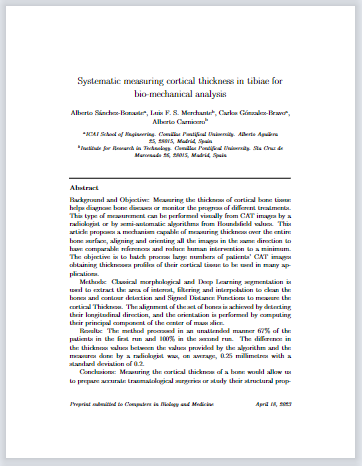 Systematic measuring cortical thickness in tibiae for
bio-mechanical analysis
Alberto Sánchez-Bonasteᵃ, Luis F. S. Merchanteᵇ, Carlos Gónzalez-Bravoᵃ,
Alberto Carniceroᵇ
ᵃICAI School of Engineering. Comillas Pontifical University. Alberto Aguilera
25, 28015, Madrid, Spain
ᵇInstitute for Research in Technology. Comillas Pontifical University. Sta Cruz de
Marcenado 26, 28015, Madrid, Spain
Abstract
Background and Objective: Measuring the thickness of cortical bone tissue
helps diagnose bone diseases or monitor the progress of different treatments.
This type of measurement can be performed visually from CAT images by a
radiologist or by semi-automatic algorithms from Hounsfield values. This
article proposes a mechanism capable of measuring thickness over the entire
bone surface, aligning and orienting all the images in the same direction to
have comparable references and reduce human intervention to a minimum.
The objective is to batch process large numbers of patients' CAT images
obtaining thicknesses profiles of their cortical tissue to be used in many ap-
plications.
Methods: Classical morphological and Deep Learning segmentation is
used to extract the area of interest, filtering and interpolation to clean the
bones and contour detection and Signed Distance Functions to measure the
cortical Thickness. The alignment of the set of bones is achieved by detecting
their longitudinal direction, and the orientation is performed by computing
their principal component of the center of mass slice.
Results: The method processed in an unattended manner 67% of the
patients in the first run and 100% in the second run. The difference in
the thickness values between the values provided by the algorithm and the
measures done by a radiologist was, on average, 0.25 millimetres with a
standard deviation of 0.2.
Conclusions: Measuring the cortical thickness of a bone would allow us
to prepare accurate traumatological surgeries or study their structural prop-
Preprint submitted to Computers in Biology and Medicine April 18, 2023